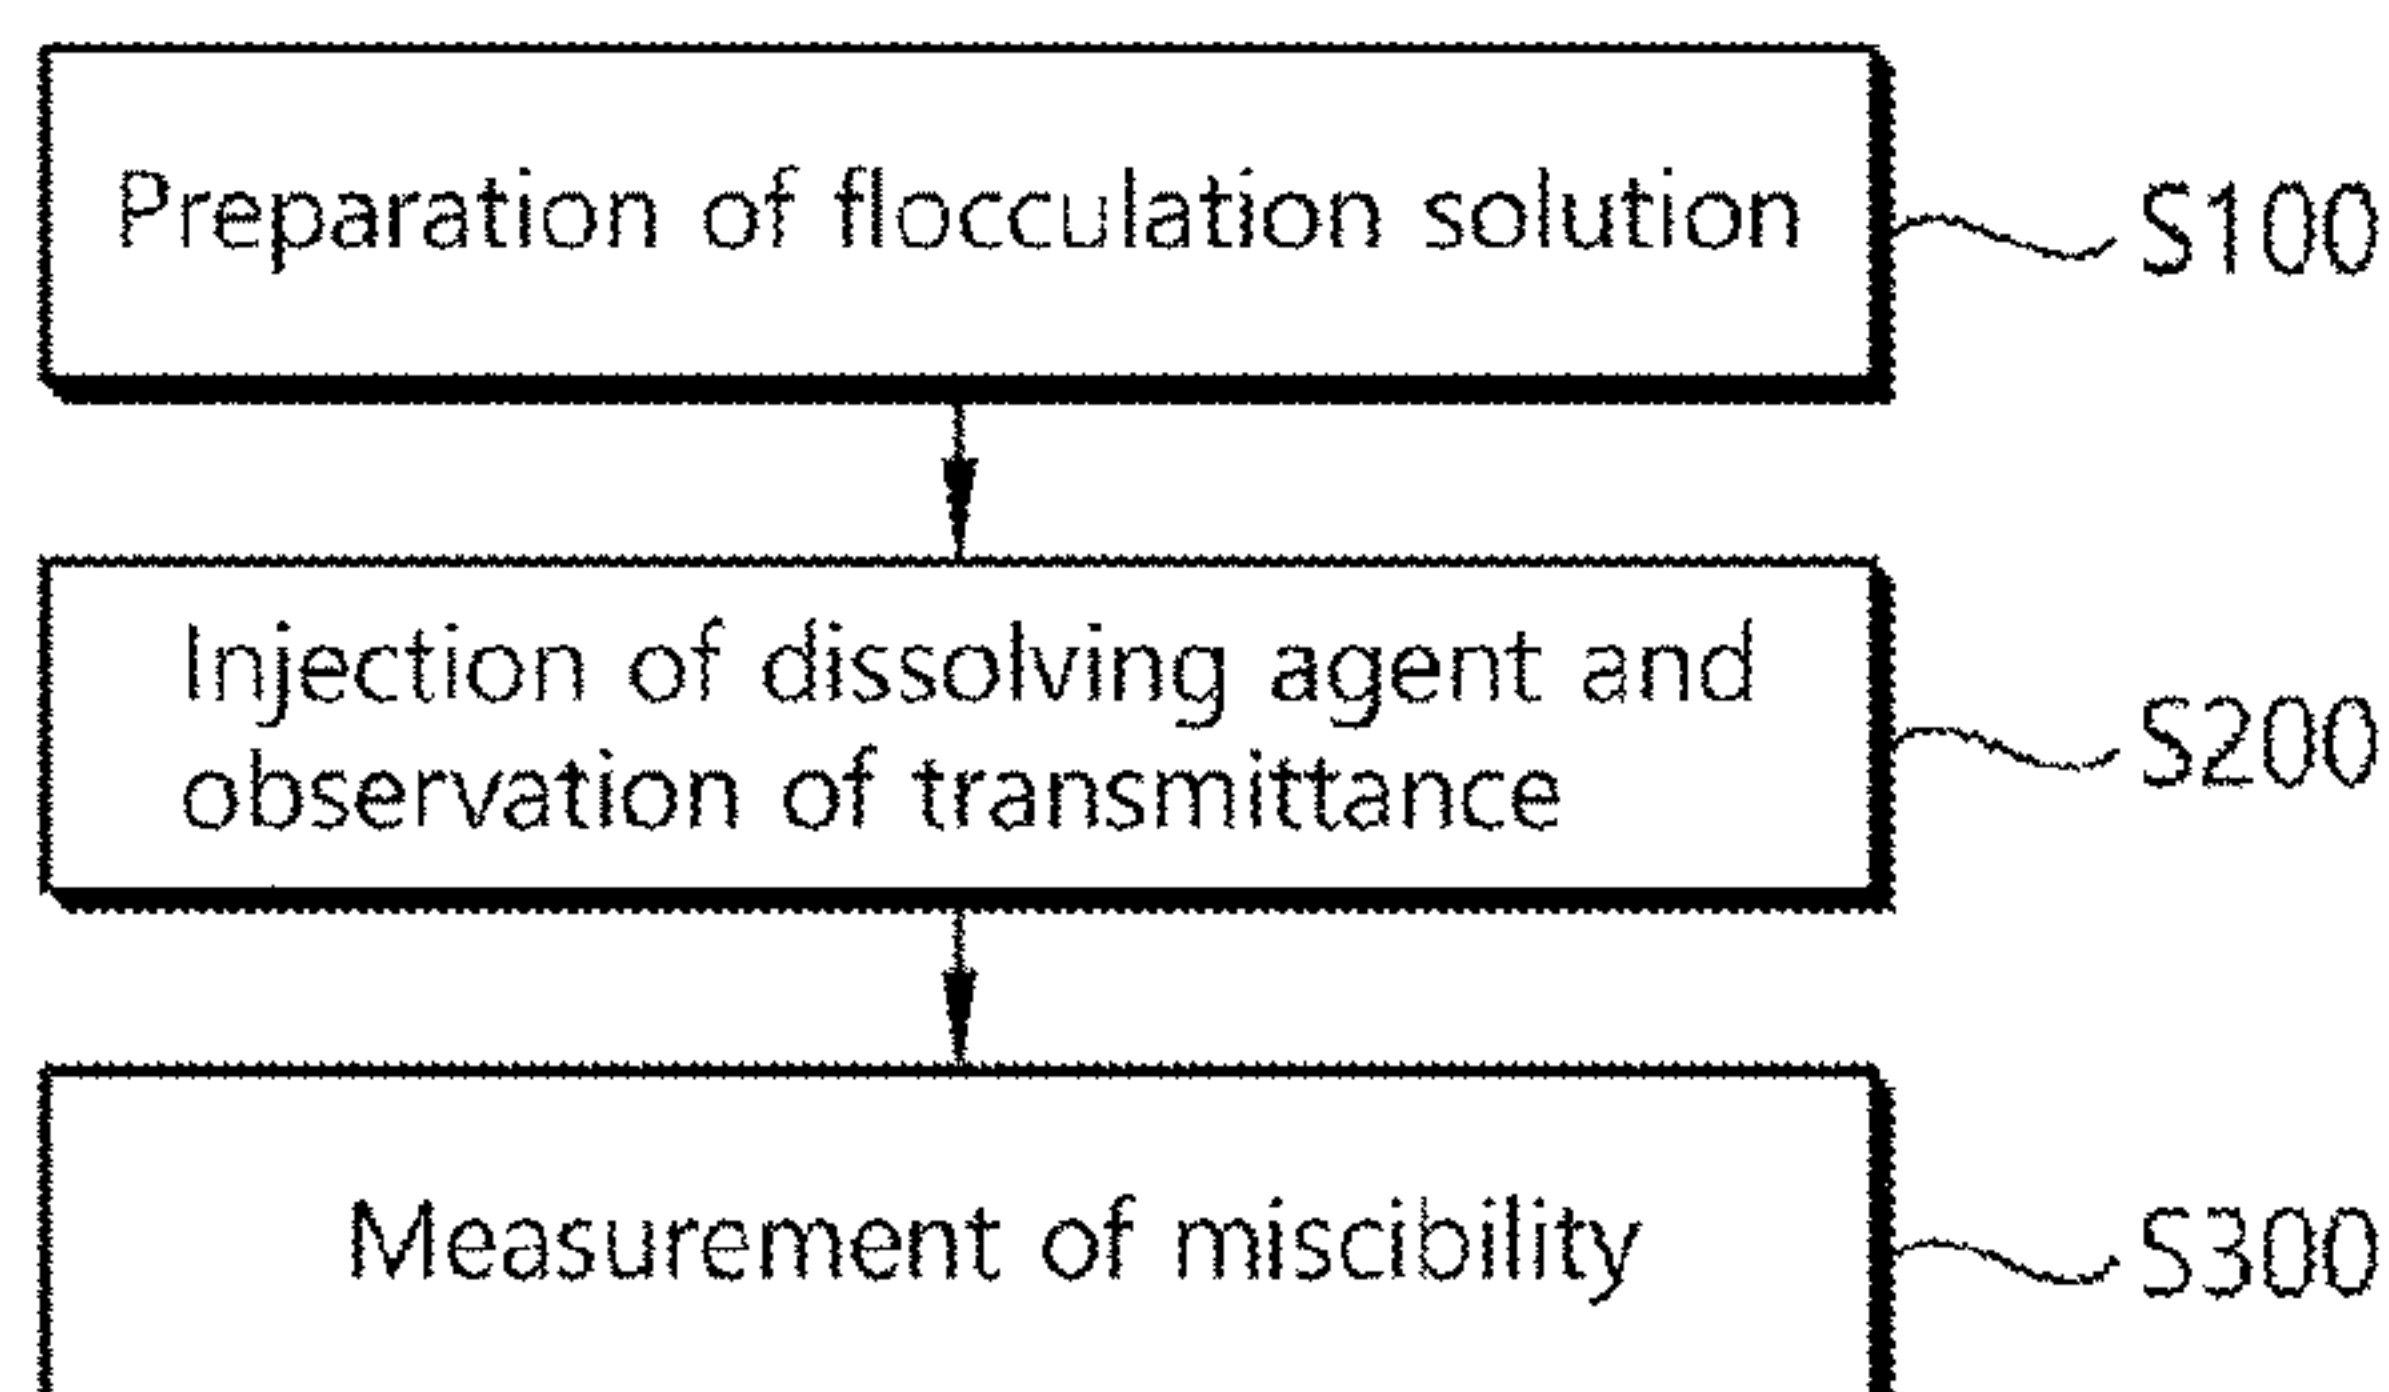 Preparation of flocculation solution
S100
Injection of dissolving agent and
observation of transmittance
S200
Measurement of miscibility
S300